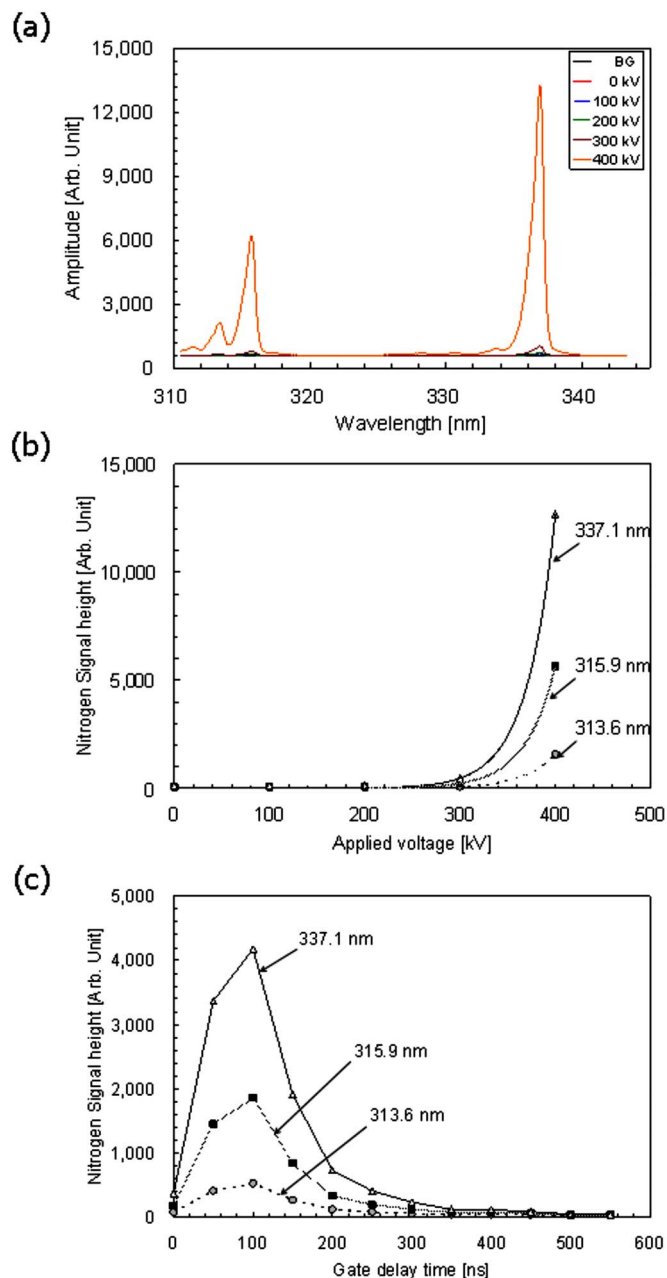 (a)
15,000
12,000
9,000
6,000
3,000
0
Amplitude [Arb. Unit]
BG
0 kV
100 kV
200 kV
300 kV
400 kV
310 320 330 340
Wavelength [nm]
(b)
15,000
10,000
5,000
0
Nitrogen Signal height [Arb. Unit]
337.1 nm
315.9 nm
313.6 nm
0 100 200 300 400 500
Applied voltage [kV]
(c)
5,000
4,000
3,000
2,000
1,000
0
Nitrogen Signal height [Arb. Unit]
337.1 nm
315.9 nm
313.6 nm
0 100 200 300 400 500 600
Gate delay time [ns]